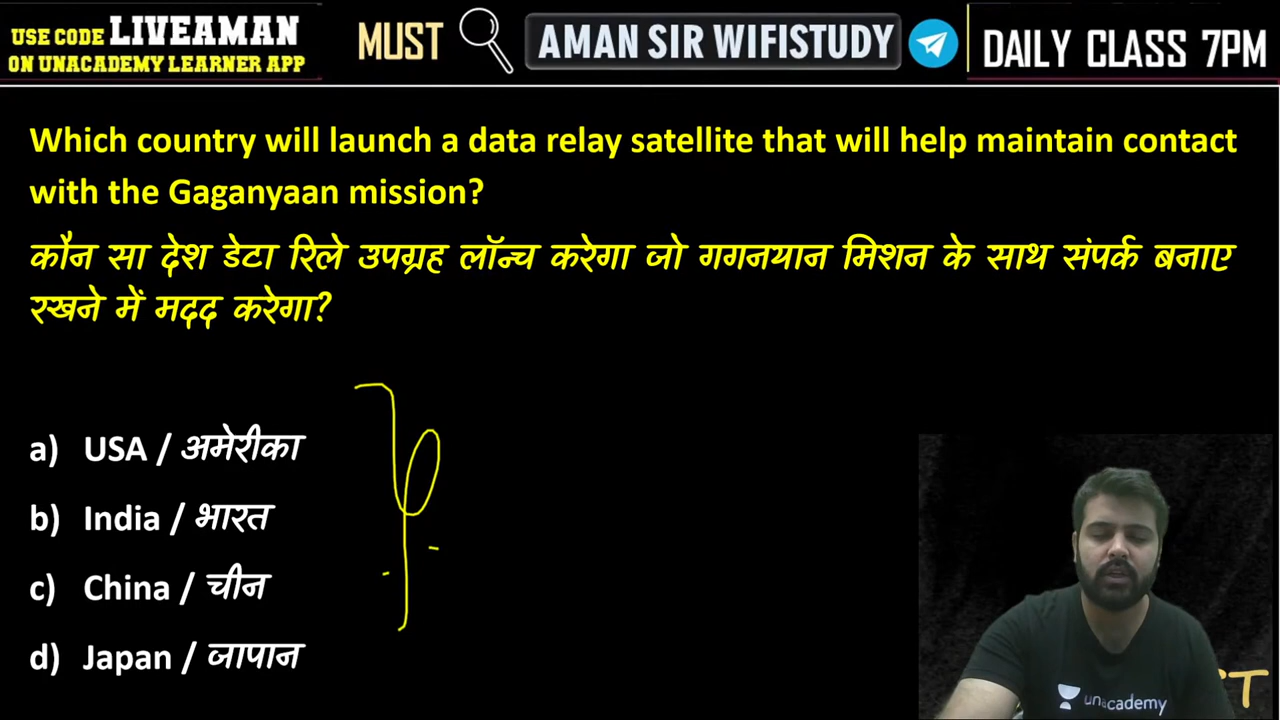 USE CODE LIVEAMAN
ON UNACADEMY LEARNER APP
MUST
AMAN SIR WIFISTUDY
DAILY CLASS 7PM
Which country will launch a data relay satellite that will help maintain contact
with the Gaganyaan mission?
कौन सा देश डेटा रिले उपग्रह लॉन्च करेगा जो गगनयान मिशन के साथ संपर्क बनाए
रखने में मदद करेगा?
a) USA / अमेरीका
b) India / भारत
c) China / चीन
d) Japan / जापान
unacademy